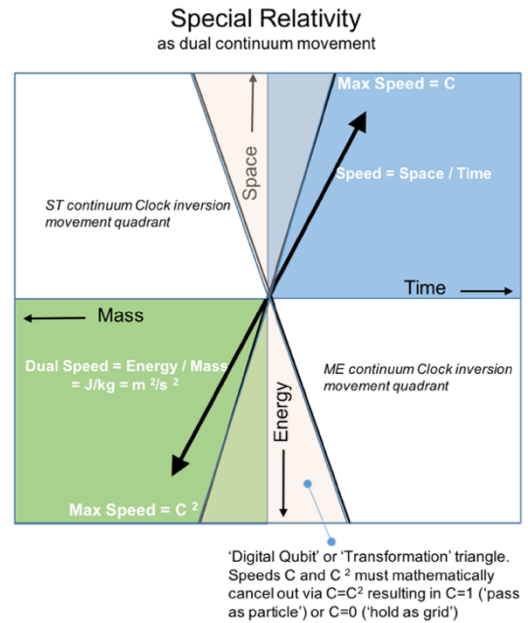 Special Relativity
as dual continuum movement
Max Speed = C
Space
Speed = Space / Time
ST continuum Clock inversion
movement quadrant
Time
Mass
Dual Speed = Energy / Mass
= J/kg = m ²/s ²
ME continuum Clock inversion
movement quadrant
Energy
Max Speed = C ²
‘Digital Qubit’ or ‘Transformation’ triangle.
Speeds C and C ² must mathematically
cancel out via C=C² resulting in C=1 (‘pass
as particle’) or C=0 (‘hold as grid’)